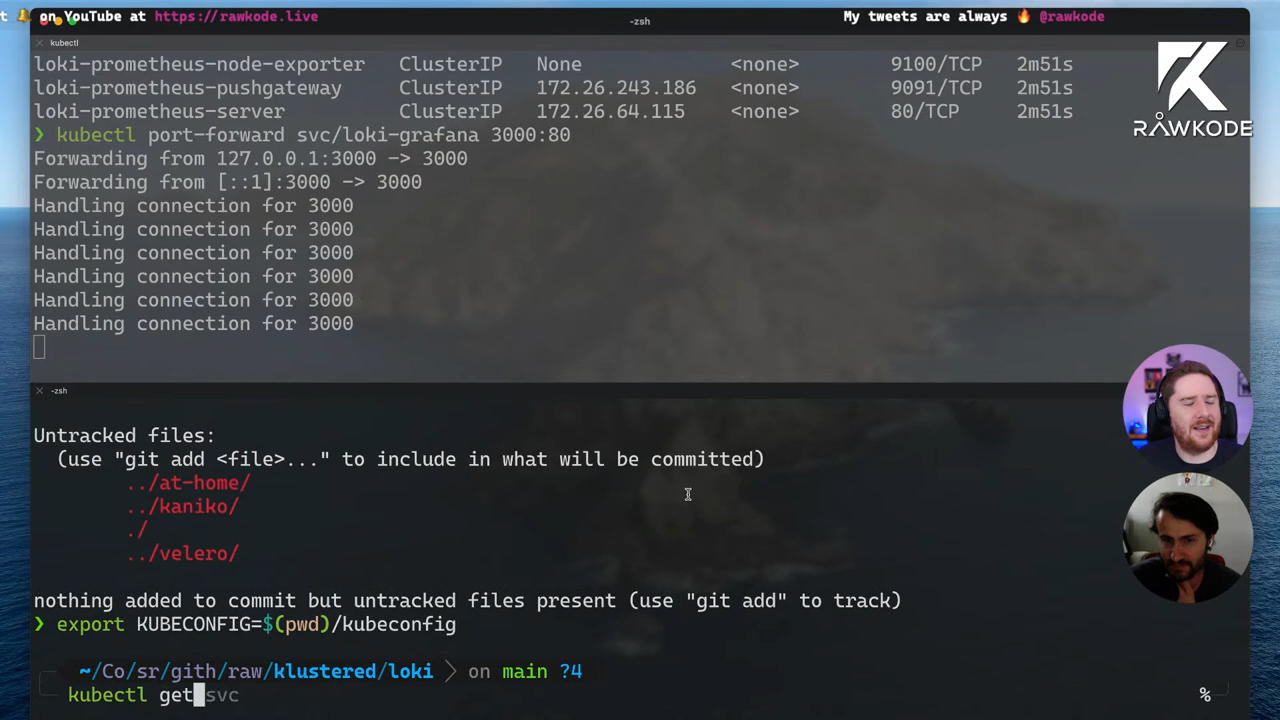 on YouTube at https://rawkode.live
My tweets are always 🔥 @rawkode
-zsh
kubectl
loki-prometheus-node-exporter ClusterIP None <none> 9100/TCP 2m51s
loki-prometheus-pushgateway ClusterIP 172.26.243.186 <none> 9091/TCP 2m51s
loki-prometheus-server ClusterIP 172.26.64.115 <none> 80/TCP 2m51s
❯ kubectl port-forward svc/loki-grafana 3000:80
Forwarding from 127.0.0.1:3000 -> 3000
Forwarding from [::1]:3000 -> 3000
Handling connection for 3000
Handling connection for 3000
Handling connection for 3000
Handling connection for 3000
Handling connection for 3000
Handling connection for 3000
RAWKODE
-zsh
Untracked files:
(use "git add <file>..." to include in what will be committed)
../at-home/
../kaniko/
./
../velero/
nothing added to commit but untracked files present (use "git add" to track)
❯ export KUBECONFIG=$(pwd)/kubeconfig
~/Co/sr/gith/raw/klustered/loki > on main ?4
kubectl get svc %